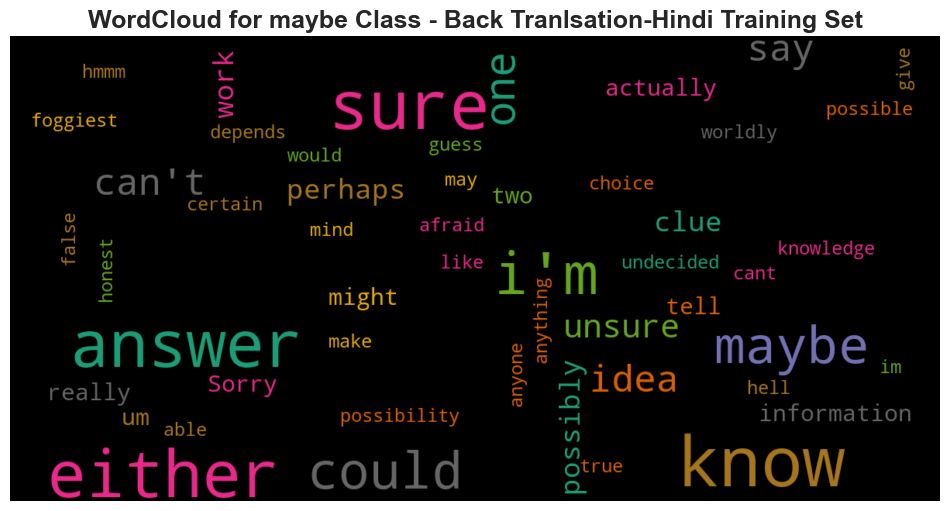 WordCloud for maybe Class - Back Tranlsation-Hindi Training Set
say
hmmm
work
sure
one
give
actually
possible
foggiest
depends
worldly
guess
would
can't
perhaps
may
choice
two
certain
false
mind
afraid
clue
honest
like
i'm
undecided
knowledge
cant
might
anything
tell
unsure
answer
make
maybe
really
Sorry
anyone
possibly
idea
im
hell
um
able
possibility
information
either
could
true
know